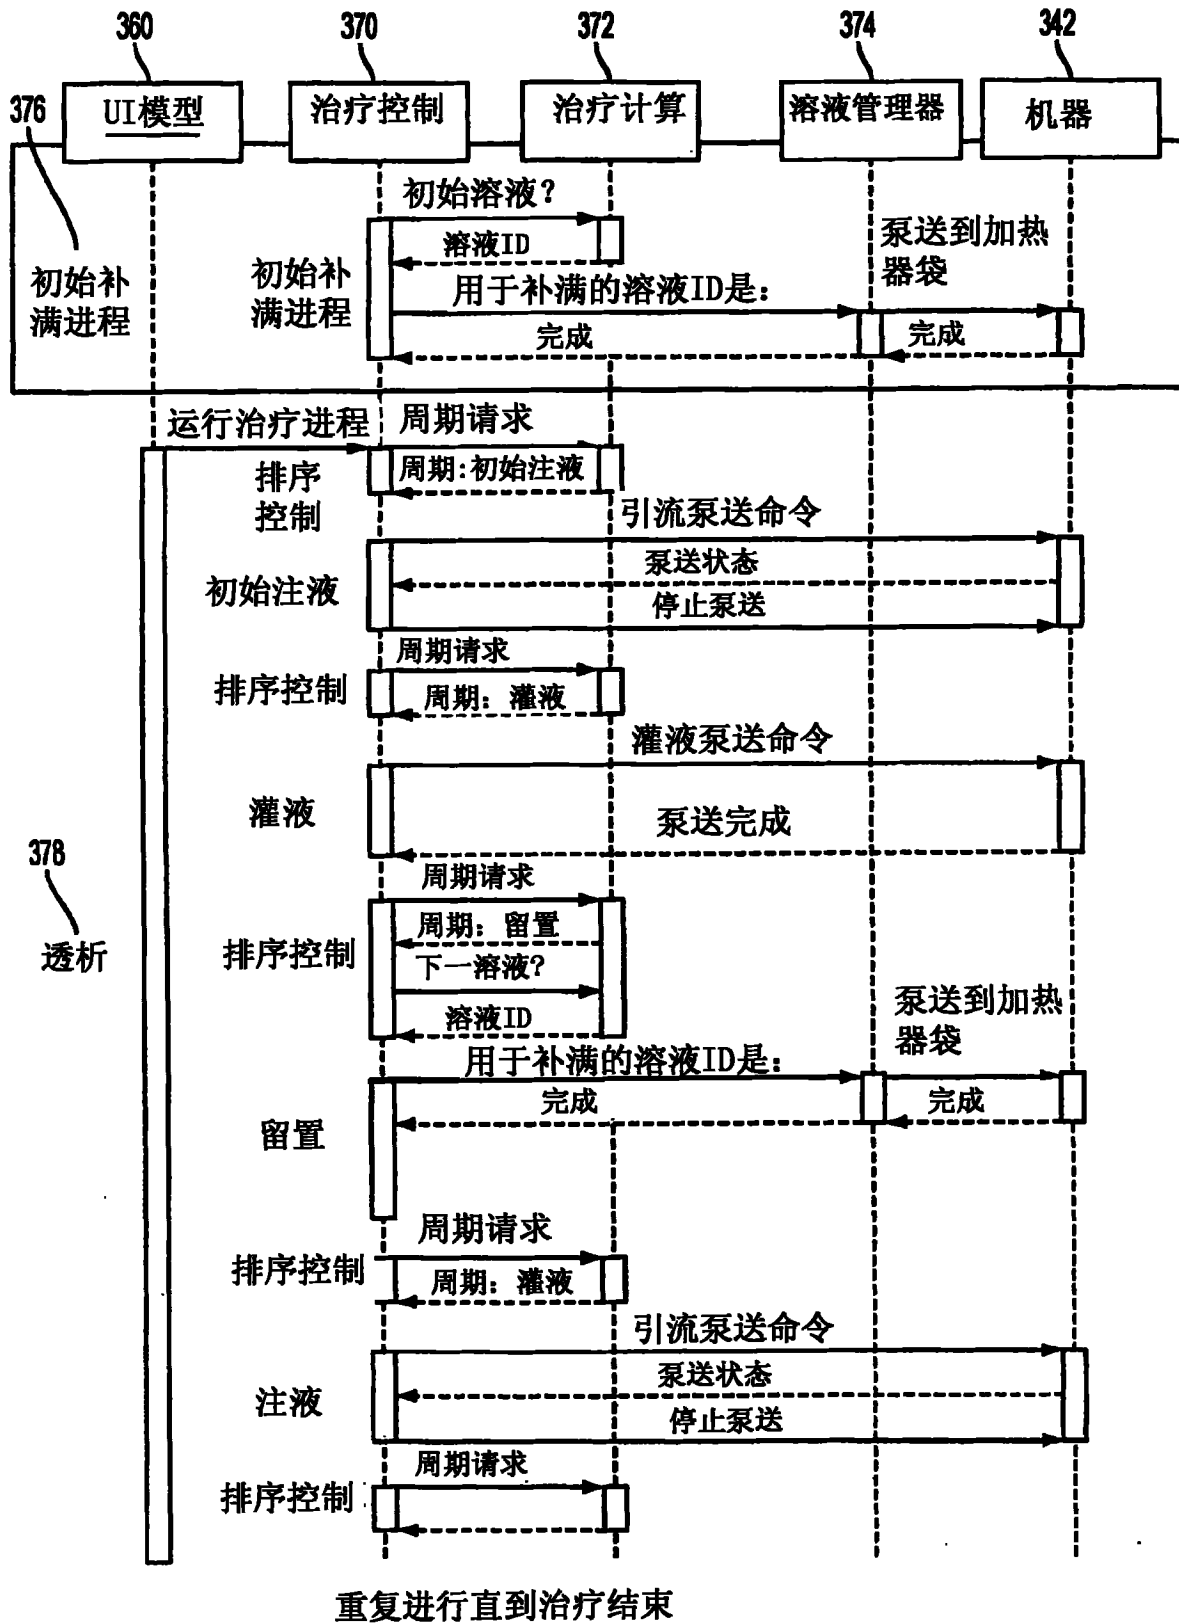 360 370 372 374 342
376 UI模型 治疗控制 治疗计算 溶液管理器 机器
初始溶液?
溶液ID
泵送到加热
器袋
初始补
满进程
初始补
满进程
用于补满的溶液ID是:
完成 完成
运行治疗进程 周期请求
排序
控制
周期:初始注液
引流泵送命令
泵送状态
初始注液
停止泵送
周期请求
排序控制 周期: 灌液
灌液泵送命令
灌液 泵送完成
378
透析
周期请求
周期: 留置
排序控制
下一溶液?
溶液ID
泵送到加热
器袋
用于补满的溶液ID是:
完成 完成
留置
周期请求
排序控制 周期: 灌液
引流泵送命令
泵送状态
注液
停止泵送
周期请求
排序控制
重复进行直到治疗结束